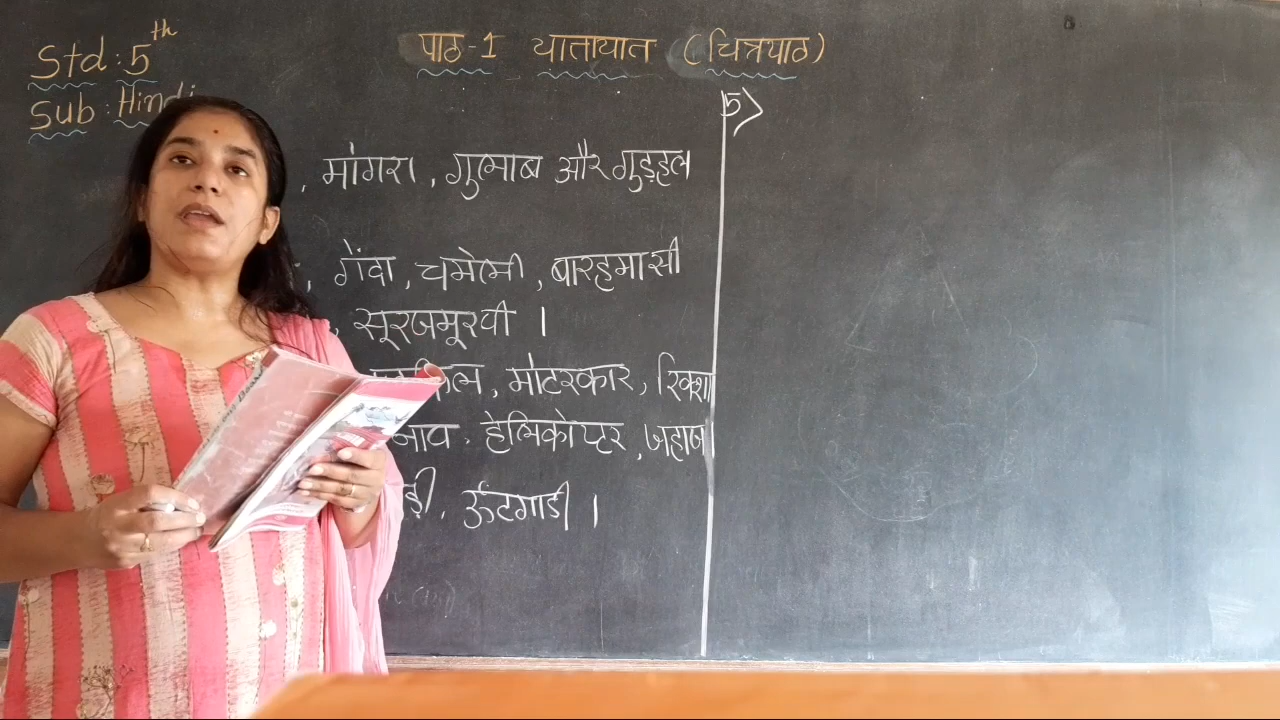 Std : 5th
Sub : Hindi
पाठ-1 यातायात (चित्रपाठ)
5>
, मोगरा, गुलाब और गुड़हल
, गेंदा, चमेली, बारहमासी
, सूरजमूखी ।
, मोटरकार, रिक्शा
नाव. हेलिकोप्टर, जहाज
ऊँटगाडी ।